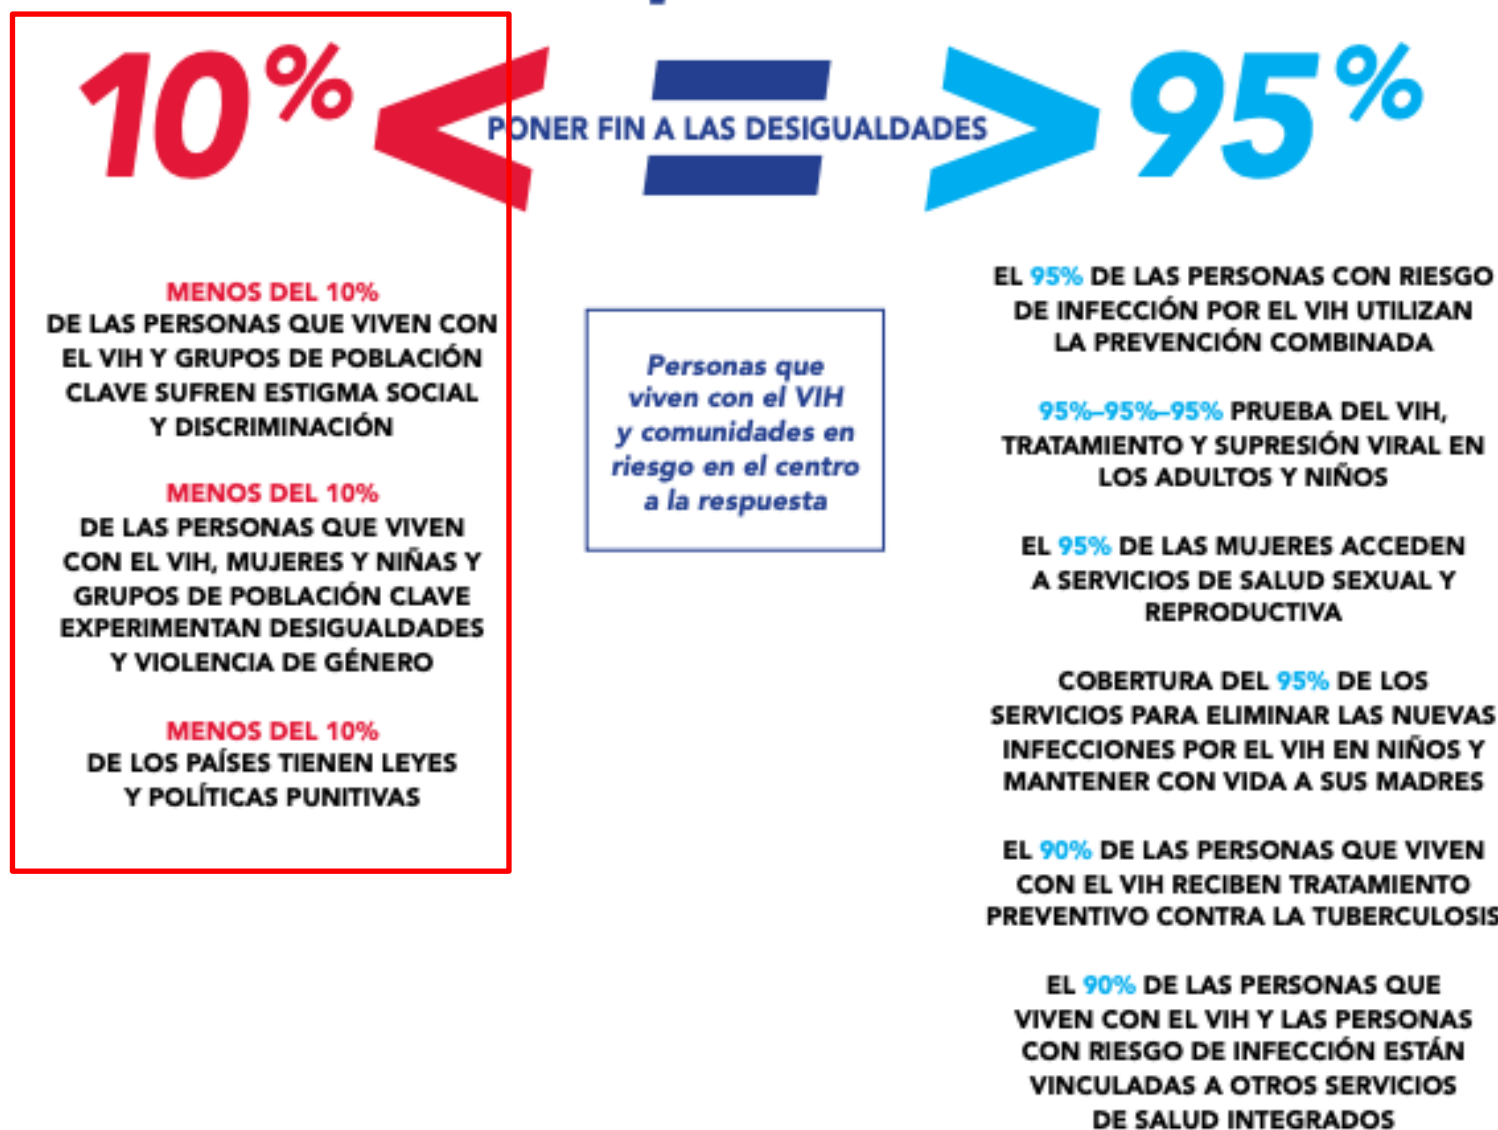 10%
< PONER FIN A LAS DESIGUALDADES >
95%
MENOS DEL 10%
DE LAS PERSONAS QUE VIVEN CON
EL VIH Y GRUPOS DE POBLACIÓN
CLAVE SUFREN ESTIGMA SOCIAL
Y DISCRIMINACIÓN
MENOS DEL 10%
DE LAS PERSONAS QUE VIVEN
CON EL VIH, MUJERES Y NIÑAS Y
GRUPOS DE POBLACIÓN CLAVE
EXPERIMENTAN DESIGUALDADES
Y VIOLENCIA DE GÉNERO
MENOS DEL 10%
DE LOS PAÍSES TIENEN LEYES
Y POLÍTICAS PUNITIVAS
Personas que
viven con el VIH
y comunidades en
riesgo en el centro
a la respuesta
EL 95% DE LAS PERSONAS CON RIESGO
DE INFECCIÓN POR EL VIH UTILIZAN
LA PREVENCIÓN COMBINADA
95%–95%–95% PRUEBA DEL VIH,
TRATAMIENTO Y SUPRESIÓN VIRAL EN
LOS ADULTOS Y NIÑOS
EL 95% DE LAS MUJERES ACCEDEN
A SERVICIOS DE SALUD SEXUAL Y
REPRODUCTIVA
COBERTURA DEL 95% DE LOS
SERVICIOS PARA ELIMINAR LAS NUEVAS
INFECCIONES POR EL VIH EN NIÑOS Y
MANTENER CON VIDA A SUS MADRES
EL 90% DE LAS PERSONAS QUE VIVEN
CON EL VIH RECIBEN TRATAMIENTO
PREVENTIVO CONTRA LA TUBERCULOSIS
EL 90% DE LAS PERSONAS QUE
VIVEN CON EL VIH Y LAS PERSONAS
CON RIESGO DE INFECCIÓN ESTÁN
VINCULADAS A OTROS SERVICIOS
DE SALUD INTEGRADOS